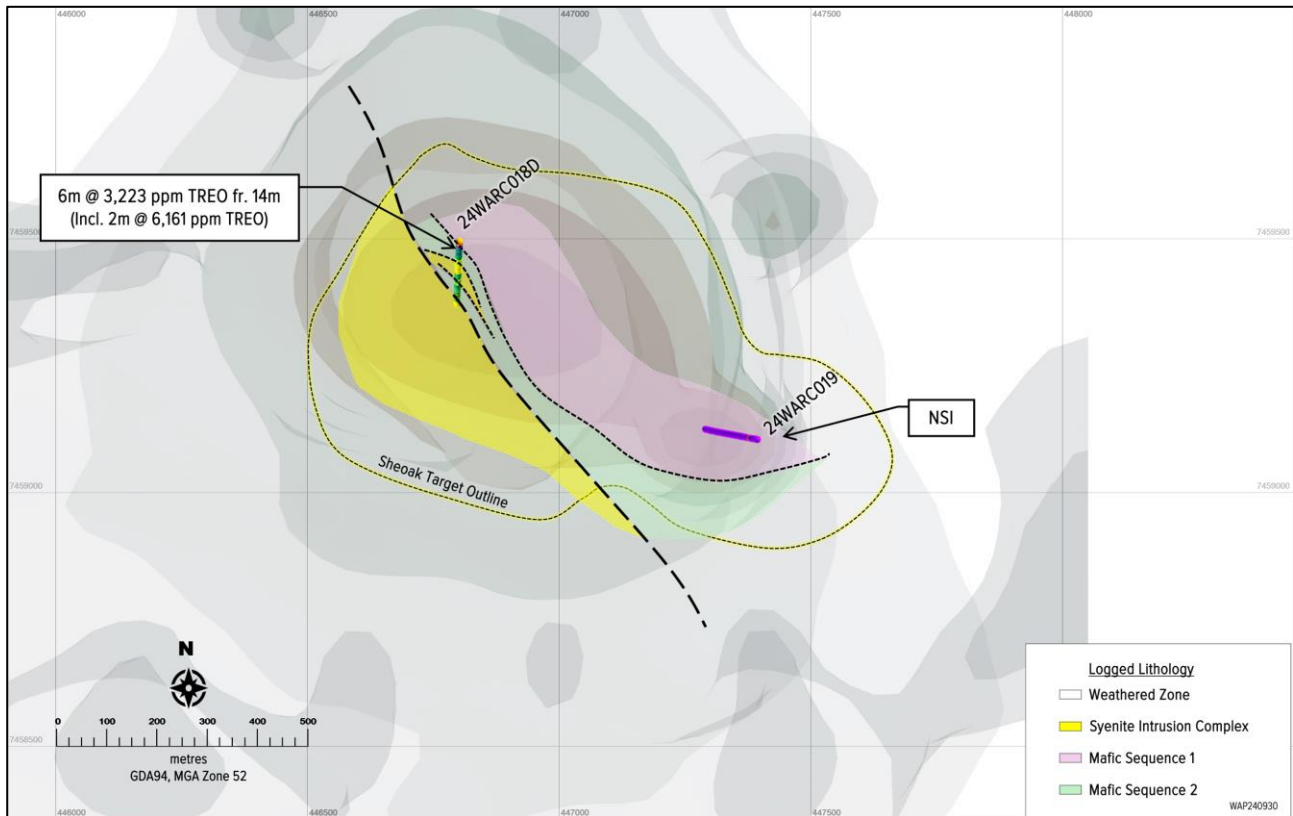 446000
446500
447000
447500
448000
24WARC018D
6m @ 3,223 ppm TREO fr. 14m
(Incl. 2m @ 6,161 ppm TREO)
7459500
7459500
24WARC019
NSI
Sheoak Target Outline
7459000
7459000
N
0 100 200 300 400 500
metres
GDA94, MGA Zone 52
Logged Lithology
Weathered Zone
Syenite Intrusion Complex
Mafic Sequence 1
Mafic Sequence 2
WAP240930
7458500
446000
446500
447000
447500